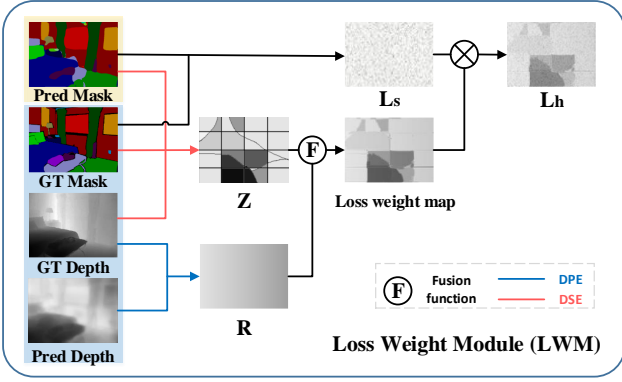 Pred Mask
Ls
Lh
GT Mask
Z
F
Loss weight map
GT Depth
R
Pred Depth
F
Fusion function
DPE
DSE
Loss Weight Module (LWM)